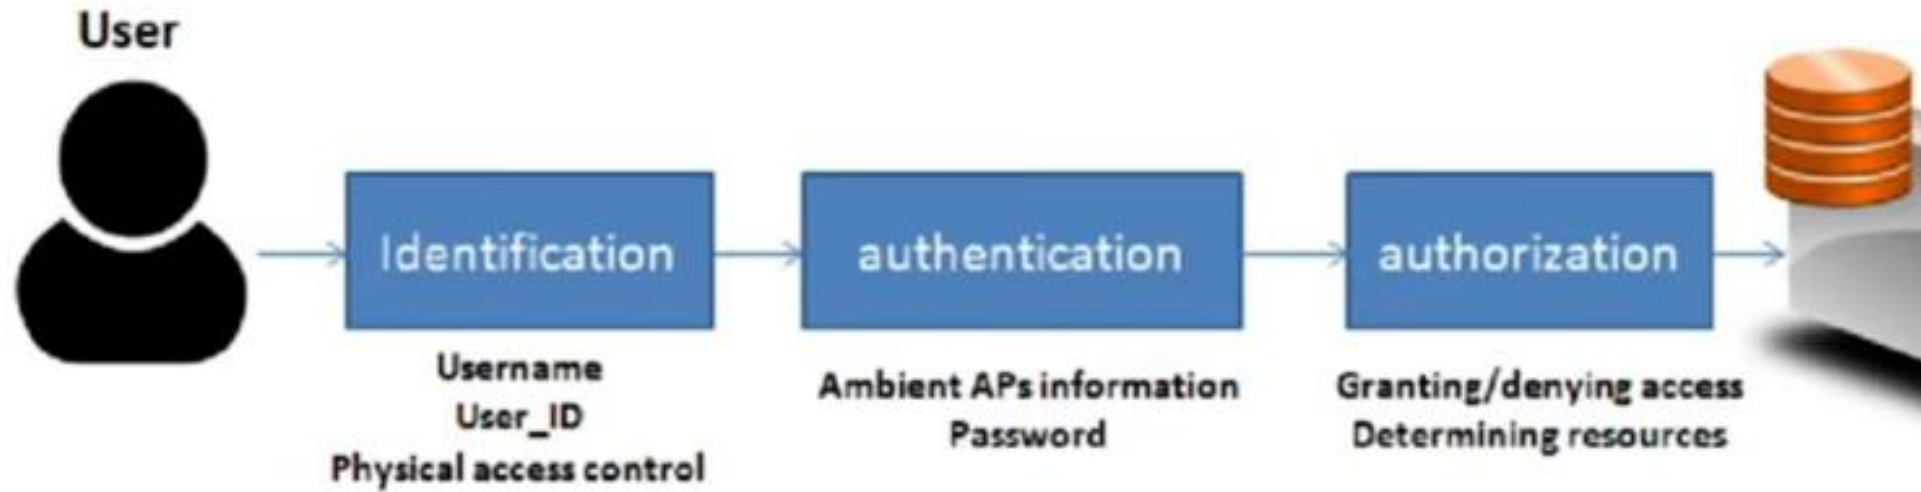 User
Identification
authentication
authorization
Username
User_ID
Physical access control
Ambient APs information
Password
Granting/denying access
Determining resources